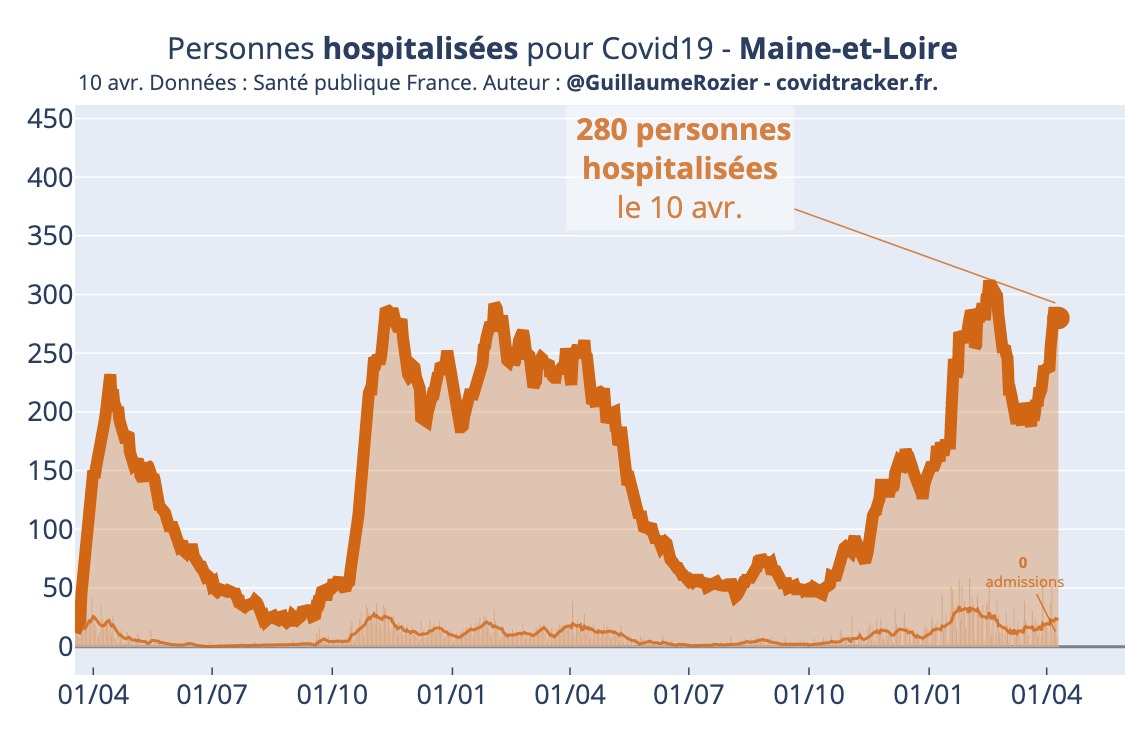 Personnes hospitalisées pour Covid19 - Maine-et-Loire
10 avr. Données : Santé publique France. Auteur : @GuillaumeRozier - covidtracker.fr.
450
280 personnes
hospitalisées
le 10 avr.
400
350
300
250
200
150
100
0
admissions
50
0
01/04 01/07 01/10 01/01 01/04 01/07 01/10 01/01 01/04